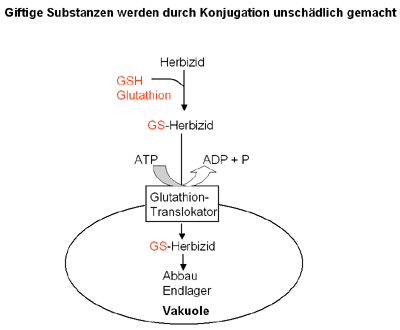 Giftige Substanzen werden durch Konjugation unschädlich gemacht
Herbizid
GSH
Glutathion
GS-Herbizid
ATP
ADP + P
Glutathion-
Translokator
GS-Herbizid
Abbau
Endlager
Vakuole